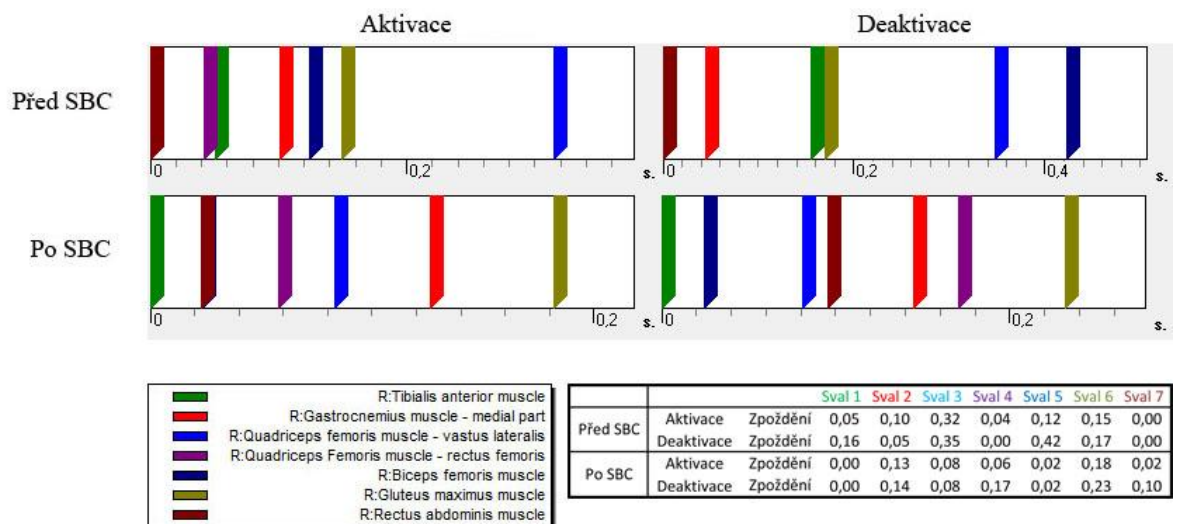 Aktivace Deaktivace
Před SBC
0 0,2 s. 0 0,2 0,4 s.
Po SBC
0 0,2 s. 0 0,2 s.
R:Tibialis anterior muscle
R:Gastrocnemius muscle - medial part
R:Quadriceps femoris muscle - vastus lateralis
R:Quadriceps Femoris muscle - rectus femoris
R:Biceps femoris muscle
R:Gluteus maximus muscle
R:Rectus abdominis muscle
Sval 1 Sval 2 Sval 3 Sval 4 Sval 5 Sval 6 Sval 7
Před SBC Aktivace Zpoždění 0,05 0,10 0,32 0,04 0,12 0,15 0,00
Deaktivace Zpoždění 0,16 0,05 0,35 0,00 0,42 0,17 0,00
Po SBC Aktivace Zpoždění 0,00 0,13 0,08 0,06 0,02 0,18 0,02
Deaktivace Zpoždění 0,00 0,14 0,08 0,17 0,02 0,23 0,10